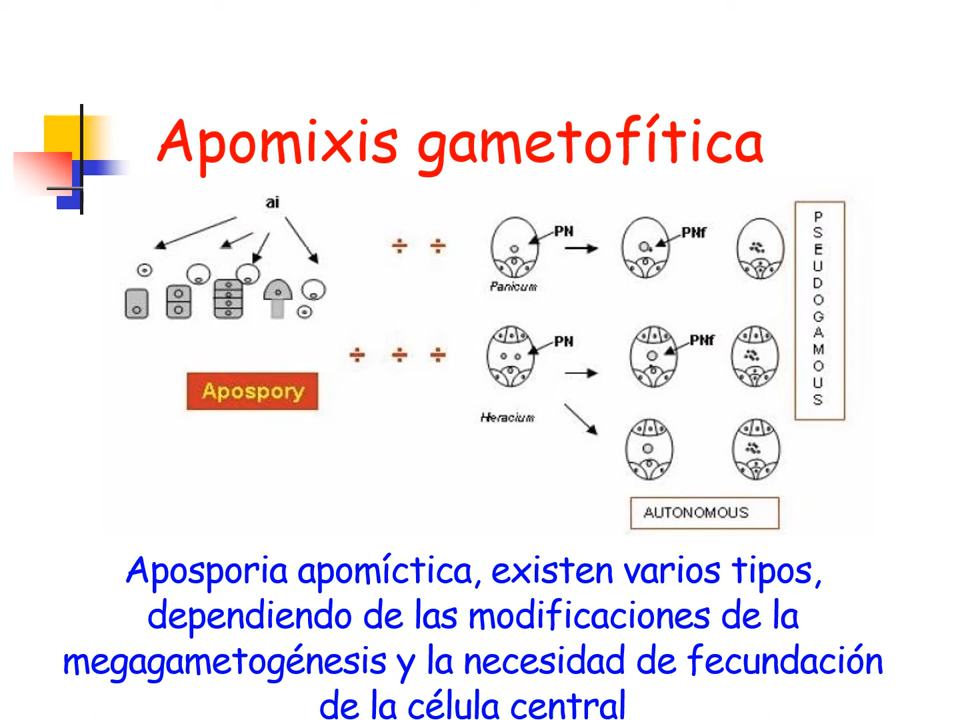 Apomixis gametofítica
ai
÷ ÷
PN
PNf
Panicum
÷ ÷ ÷
PN
PNf
Apospory
Hieracium
PSEUDOGAMOUS
AUTONOMOUS
Aposporia apomíctica, existen varios tipos,
dependiendo de las modificaciones de la
megagametogénesis y la necesidad de fecundación
de la célula central